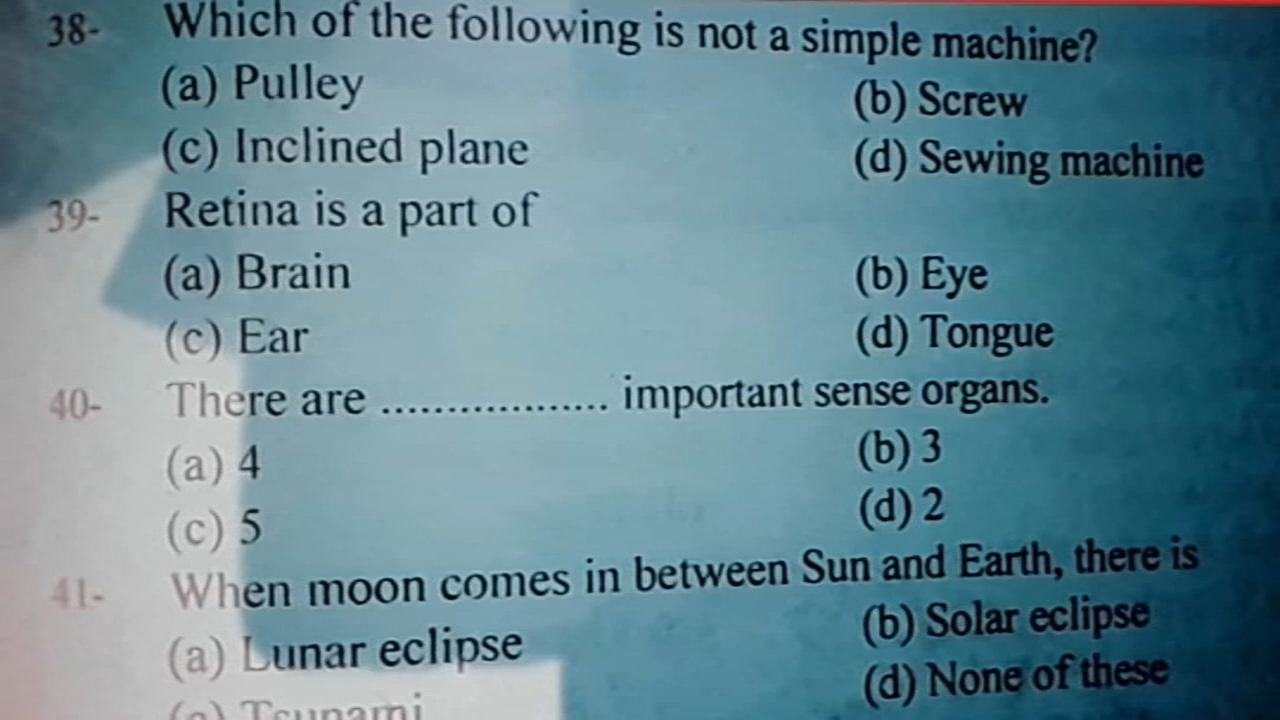 38- Which of the following is not a simple machine?
(a) Pulley (b) Screw
(c) Inclined plane (d) Sewing machine
39- Retina is a part of
(a) Brain (b) Eye
(c) Ear (d) Tongue
40- There are .................. important sense organs.
(a) 4 (b) 3
(c) 5 (d) 2
41- When moon comes in between Sun and Earth, there is
(a) Lunar eclipse (b) Solar eclipse
(c) Tsunami (d) None of these